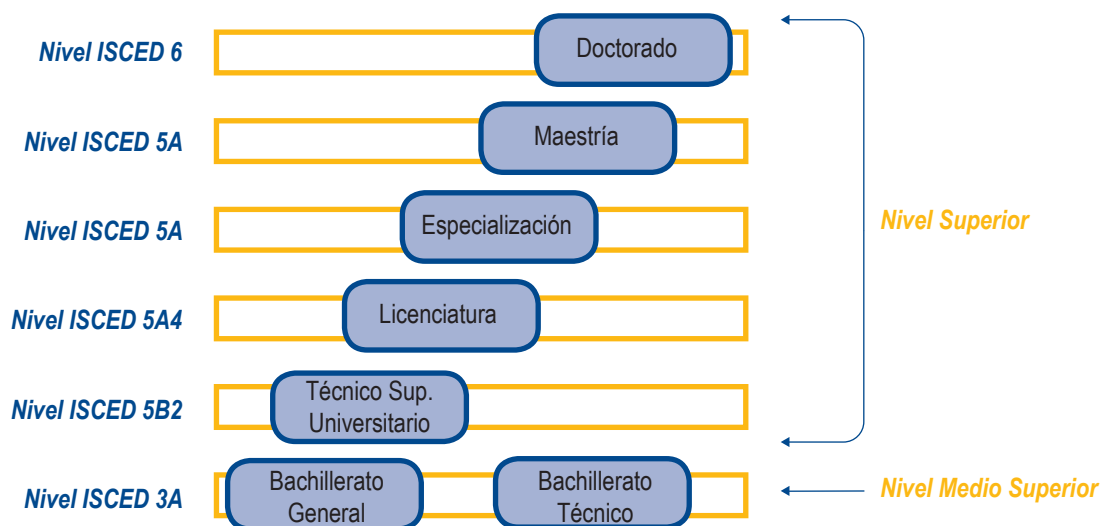 Nivel ISCED 6
Doctorado
Nivel ISCED 5A
Maestría
Nivel ISCED 5A
Especialización
Nivel Superior
Nivel ISCED 5A4
Licenciatura
Nivel ISCED 5B2
Técnico Sup.
Universitario
Nivel ISCED 3A
Bachillerato
General
Bachillerato
Técnico
Nivel Medio Superior